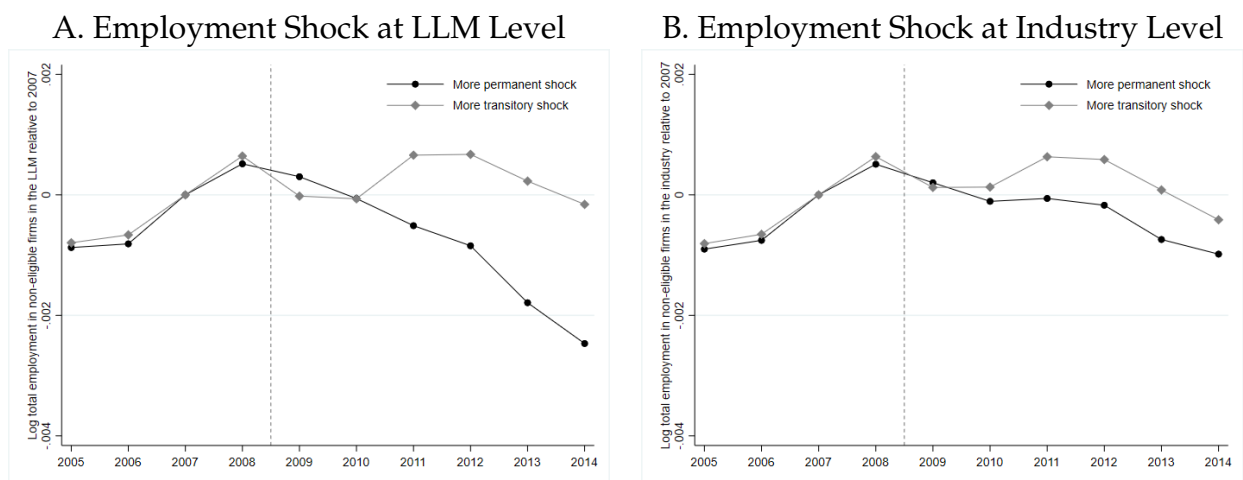 A. Employment Shock at LLM Level
Log total employment in non-eligible firms in the LLM relative to 2007
.002
0
-.002
-.004
More permanent shock
More transitory shock
2005 2006 2007 2008 2009 2010 2011 2012 2013 2014
B. Employment Shock at Industry Level
Log total employment in non-eligible firms in the industry relative to 2007
.002
0
-.002
-.004
More permanent shock
More transitory shock
2005 2006 2007 2008 2009 2010 2011 2012 2013 2014